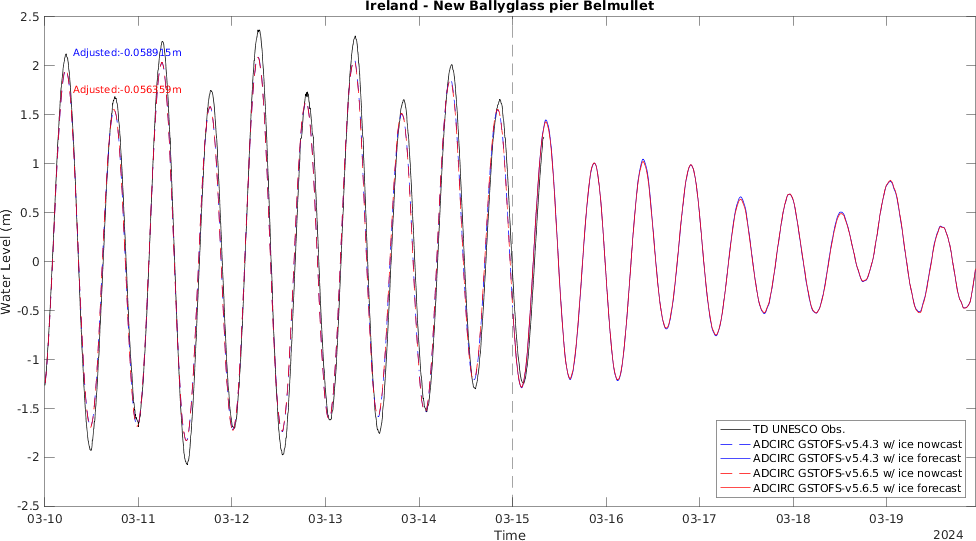 Ireland - New Ballyglass pier Belmullet
2.5
2
1.5
1
0.5
0
-0.5
-1
-1.5
-2
-2.5
Water Level (m)
Adjusted:-0.058915m
Adjusted:-0.056359m
TD UNESCO Obs.
ADCIRC GSTOFS-v5.4.3 w/ ice nowcast
ADCIRC GSTOFS-v5.4.3 w/ ice forecast
ADCIRC GSTOFS-v5.6.5 w/ ice nowcast
ADCIRC GSTOFS-v5.6.5 w/ ice forecast
03-10 03-11 03-12 03-13 03-14 03-15 03-16 03-17 03-18 03-19
Time
2024